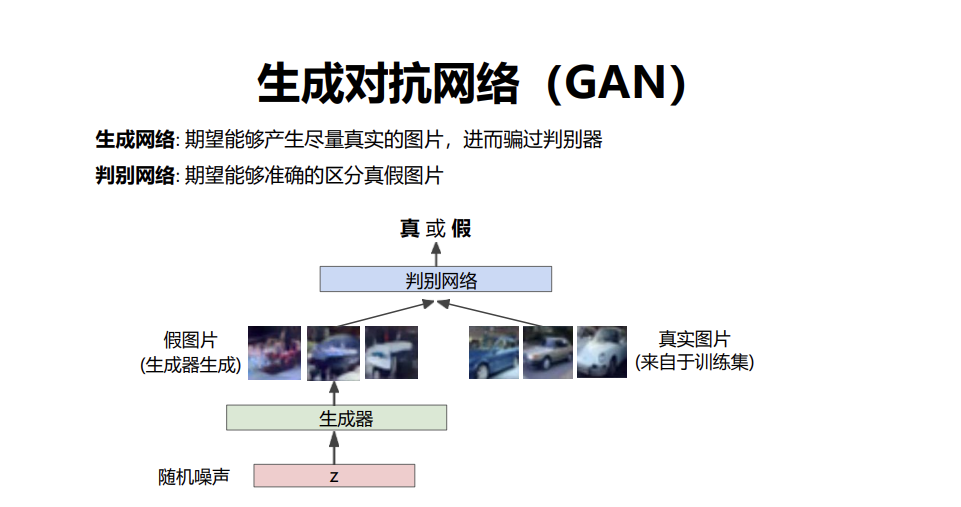 生成对抗网络（GAN）
生成网络: 期望能够产生尽量真实的图片，进而骗过判别器
判别网络: 期望能够准确的区分真假图片
真 或 假
判别网络
假图片
(生成器生成)
真实图片
(来自于训练集)
生成器
随机噪声
z